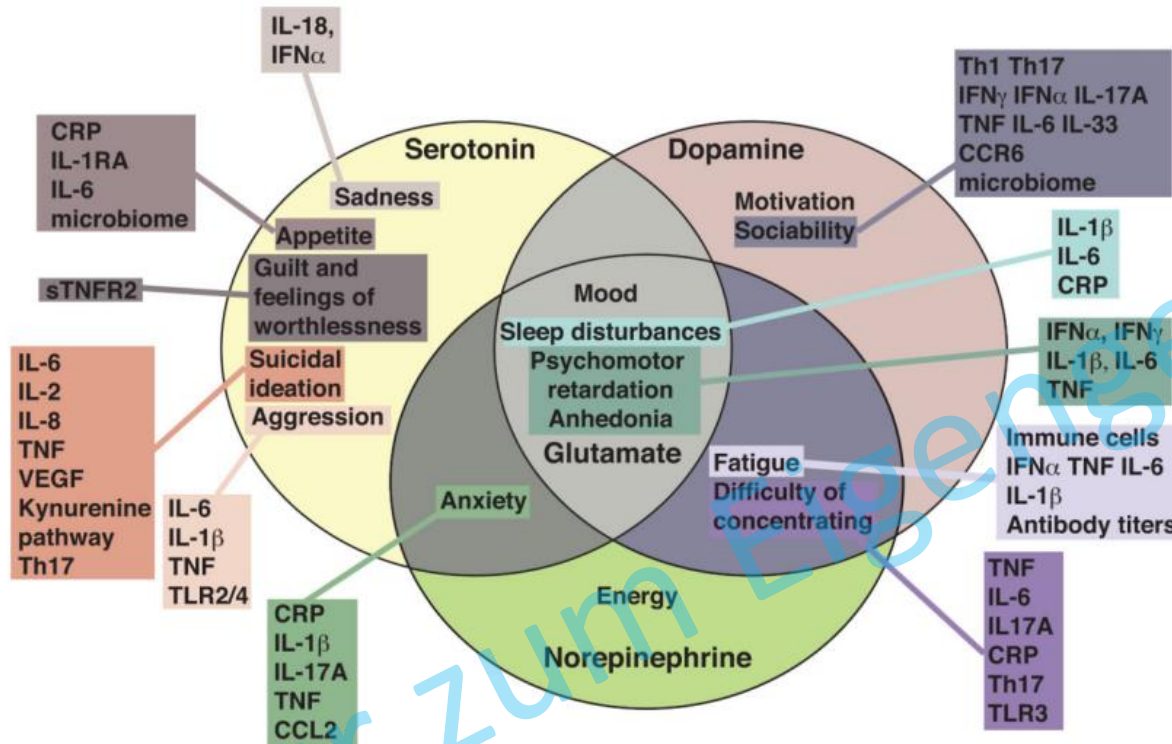 IL-18,
IFNα
CRP
IL-1RA
IL-6
microbiome
sTNFR2
IL-6
IL-2
IL-8
TNF
VEGF
Kynurenine
pathway
Th17
IL-6
IL-1β
TNF
TLR2/4
CRP
IL-1β
IL-17A
TNF
CCL2
Serotonin
Sadness
Appetite
Guilt and
feelings of
worthlessness
Suicidal
ideation
Aggression
Anxiety
Dopamine
Motivation
Sociability
Mood
Sleep disturbances
Psychomotor
retardation
Anhedonia
Glutamate
Fatigue
Difficulty of
concentrating
Energy
Norepinephrine
Th1 Th17
IFNγ IFNα IL-17A
TNF IL-6 IL-33
CCR6
microbiome
IL-1β
IL-6
CRP
IFNα, IFNγ
IL-1β, IL-6
TNF
Immune cells
IFNα TNF IL-6
IL-1β
Antibody titers
TNF
IL-6
IL17A
CRP
Th17
TLR3
r zum Eigenge